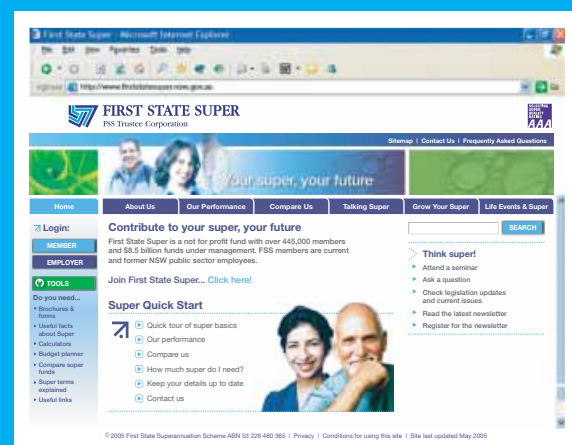 First State Super - Microsoft Internet Explorer
File Edit View Favorites Tools Help
FIRST STATE SUPER
FSS Trustee Corporation
AAA
Sitemap | Contact Us | Frequently Asked Questions
Your super, your future
Home About Us Our Performance Compare Us Talking Super Grow Your Super Life Events & Super
Login:
MEMBER
EMPLOYER
TOOLS
Do you need...
Brochures &
forms
Useful facts
about Super
Calculators
Budget planner
Compare super
funds
Super terms
explained
Useful links
Contribute to your super, your future
First State Super is a not for profit fund with over 445,000 members
and $8.5 billion funds under management. FSS members are current
and former NSW public sector employees.
Join First State Super... Click here!
Super Quick Start
Quick tour of super basics
Our performance
Compare us
How much super do I need?
Keep your details up to date
Contact us
SEARCH
Think super!
Attend a seminar
Ask a question
Check legislation updates
and current issues
Read the latest newsletter
Register for the newsletter
© 2005 First State Superannuation Scheme ABN 53 226 460 365 | Privacy | Conditions for using this site | Site last updated May 2005